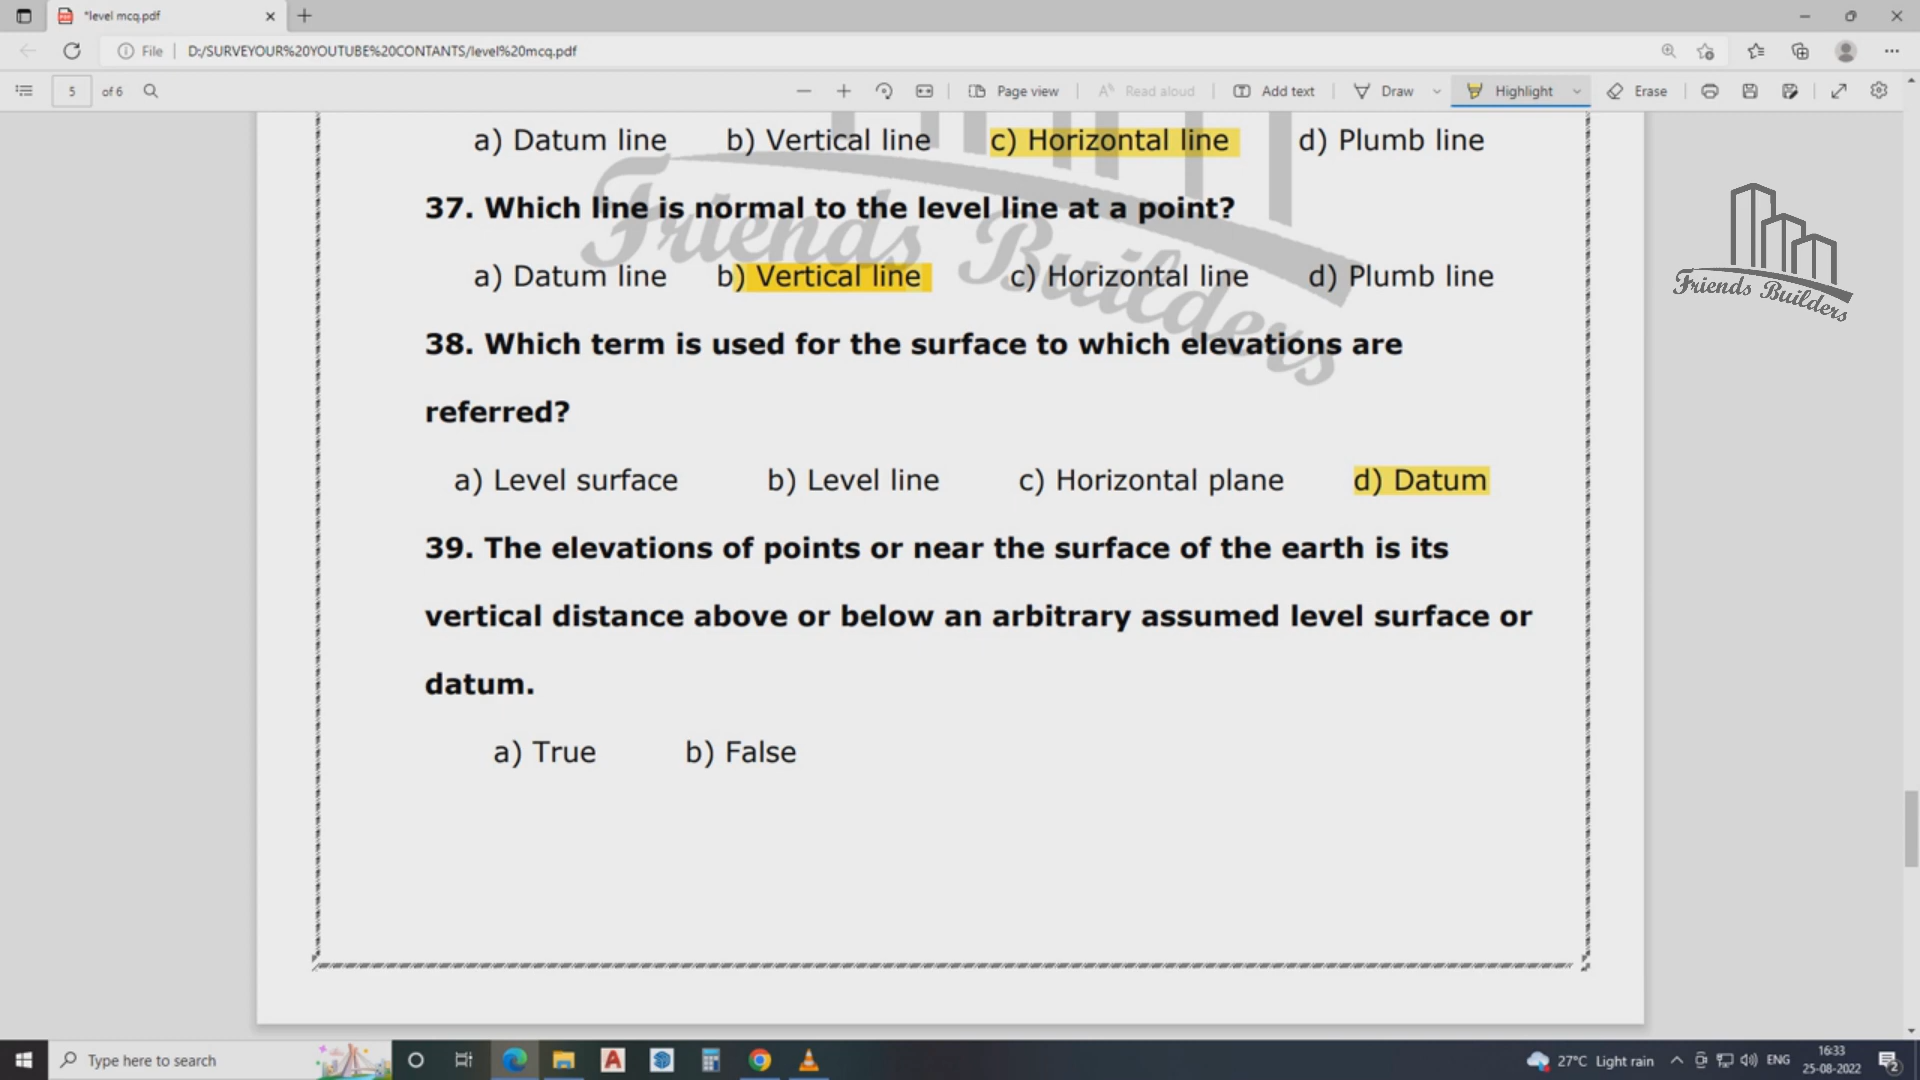 *level mcq.pdf
File D:/SURVEYOUR%20YOUTUBE%20CONTANTS/level%20mcq.pdf
5 of 6 Page view Read aloud Add text Draw Highlight Erase
a) Datum line b) Vertical line c) Horizontal line d) Plumb line
37. Which line is normal to the level line at a point?
a) Datum line b) Vertical line c) Horizontal line d) Plumb line
38. Which term is used for the surface to which elevations are
referred?
a) Level surface b) Level line c) Horizontal plane d) Datum
39. The elevations of points or near the surface of the earth is its
vertical distance above or below an arbitrary assumed level surface or
datum.
a) True b) False
Friends Builders
Friends Builders
Type here to search
27°C Light rain ENG 16:33
25-08-2022 2